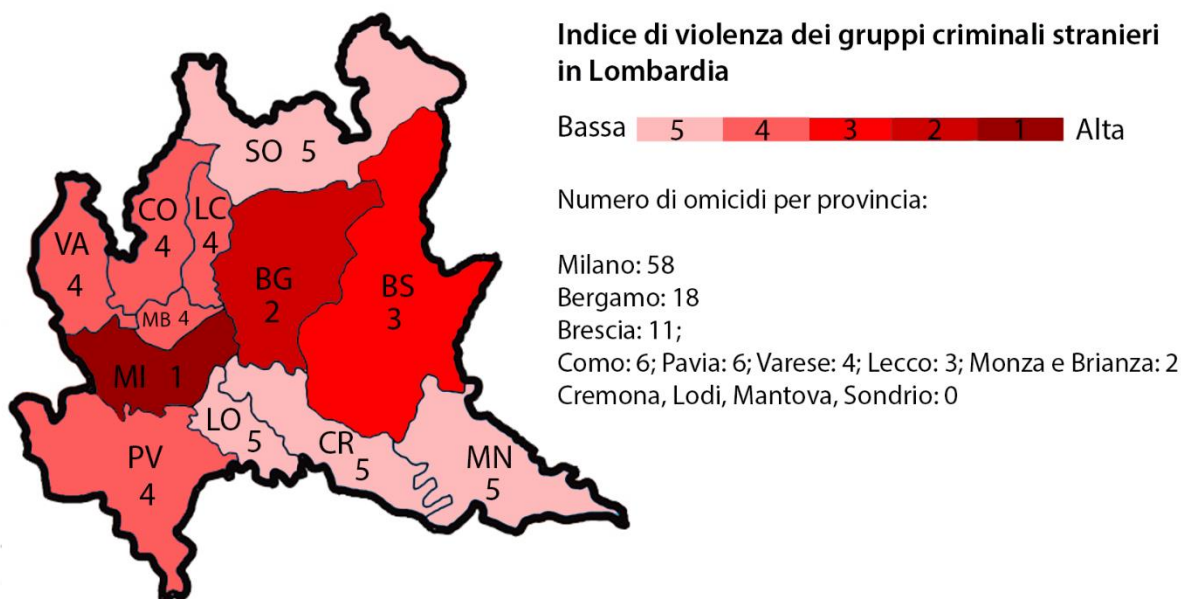 Indice di violenza dei gruppi criminali stranieri
in Lombardia
Bassa 5 4 3 2 1 Alta
Numero di omicidi per provincia:
Milano: 58
Bergamo: 18
Brescia: 11;
Como: 6; Pavia: 6; Varese: 4; Lecco: 3; Monza e Brianza: 2
Cremona, Lodi, Mantova, Sondrio: 0
SO 5
CO
4
LC
4
VA
4
BG
2
BS
3
MB 4
MI 1
LO
5
CR
5
MN
5
PV
4